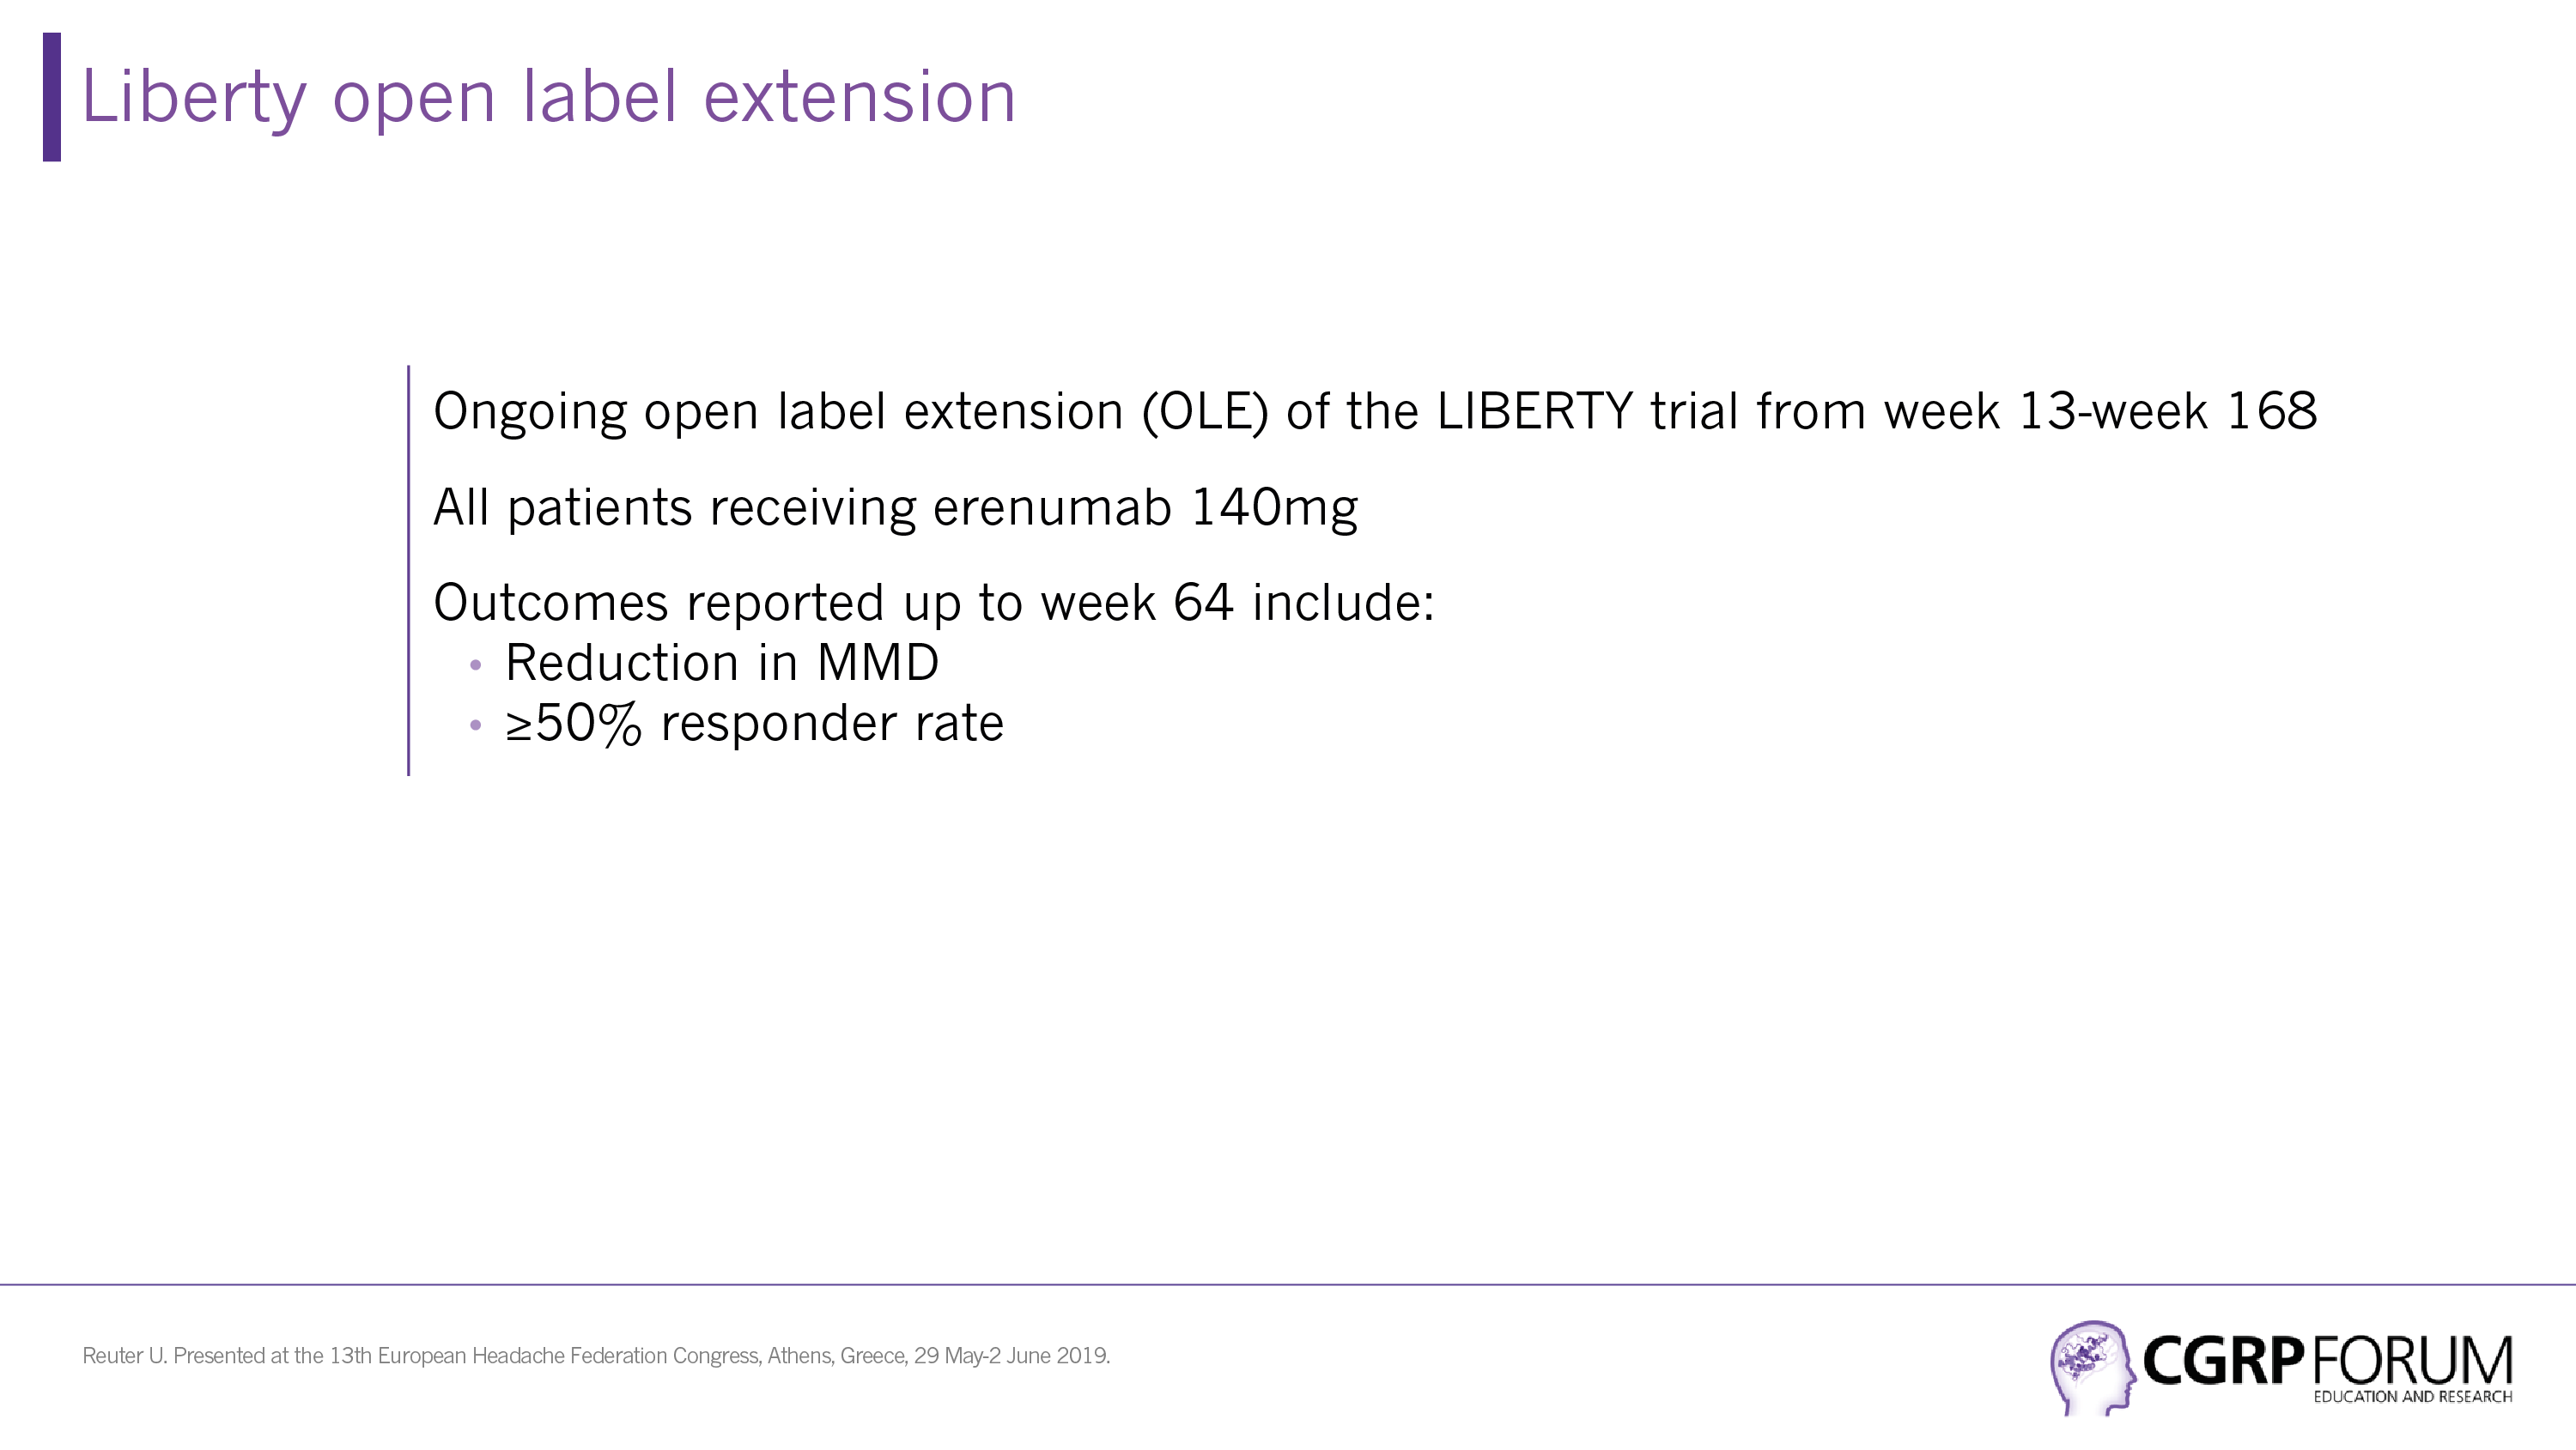 Liberty open label extension
Ongoing open label extension (OLE) of the LIBERTY trial from week 13-week 168
All patients receiving erenumab 140mg
Outcomes reported up to week 64 include:
• Reduction in MMD
• ≥50% responder rate
Reuter U. Presented at the 13th European Headache Federation Congress, Athens, Greece, 29 May-2 June 2019.
CGRP FORUM
EDUCATION AND RESEARCH